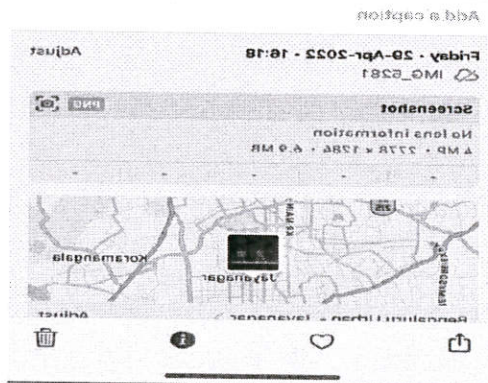 Add a caption
Friday · 29-Apr-2022 · 16:18 Adjust
IMG_6281
Screenshot PNG
No lens information
4 MP · 2778 × 1284 · 6.9 MB
- - - - -
Koramangala
Jayanagar
Bengaluru Urban - Jayanagar Adjust